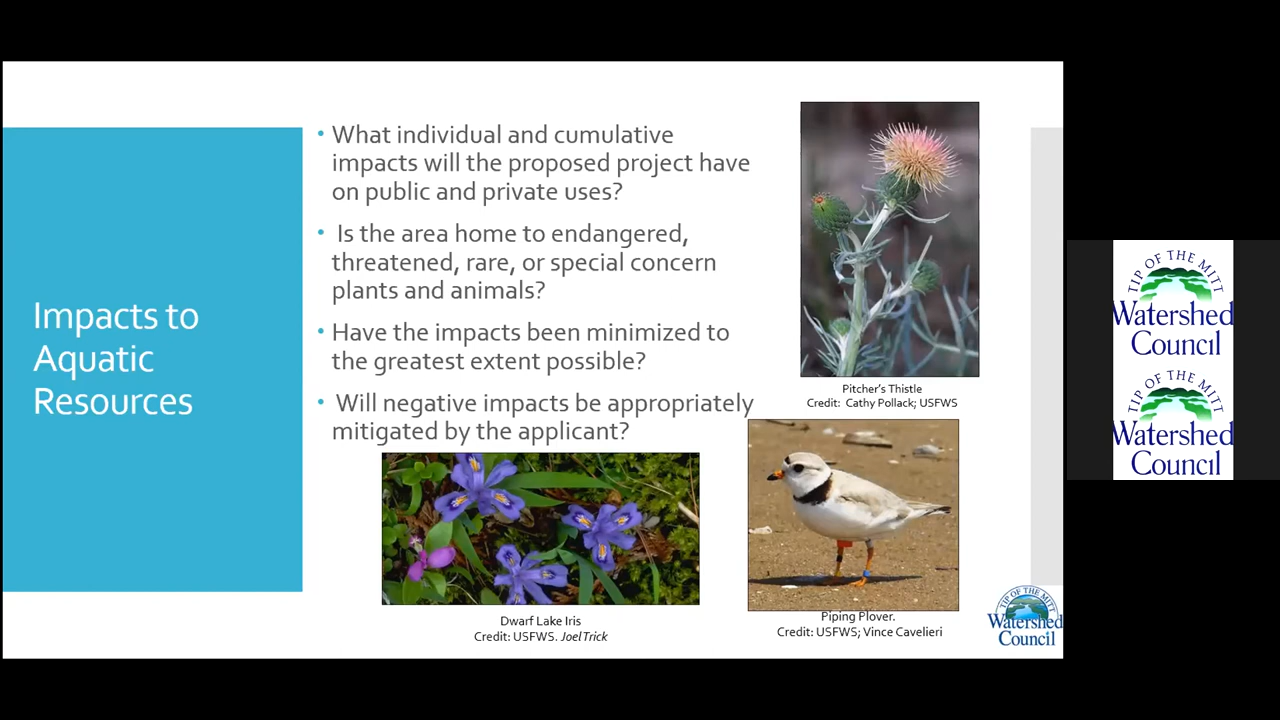 Impacts to
Aquatic
Resources
• What individual and cumulative
impacts will the proposed project have
on public and private uses?
• Is the area home to endangered,
threatened, rare, or special concern
plants and animals?
• Have the impacts been minimized to
the greatest extent possible?
• Will negative impacts be appropriately
mitigated by the applicant?
Pitcher's Thistle
Credit: Cathy Pollack; USFWS
Dwarf Lake Iris
Credit: USFWS. Joel Trick
Piping Plover.
Credit: USFWS; Vince Cavelieri
TIP OF THE MITT
Watershed
Council
TIP OF THE MITT
Watershed
Council
TIP OF THE MITT
Watershed
Council